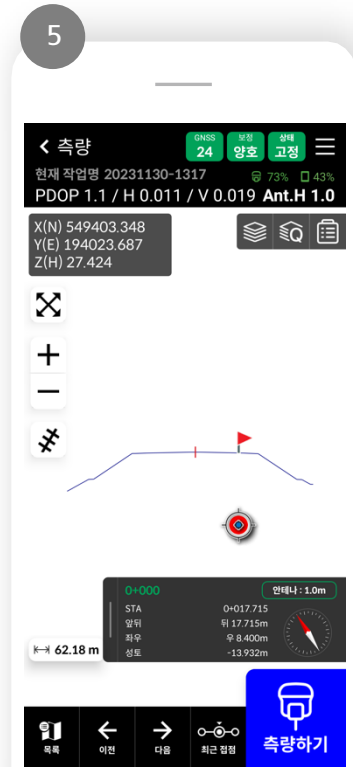 5
측량
GNSS 24
보정 양호
상태 고정
현재 작업명 20231130-1317
73% 43%
PDOP 1.1 / H 0.011 / V 0.019 Ant.H 1.0
X(N) 549403.348
Y(E) 194023.687
Z(H) 27.424
Q
0+000
안테나 : 1.0m
STA 0+017.715
앞뒤 뒤 17.715m
좌우 우 8.400m
성토 -13.932m
62.18 m
목록
이전
다음
최근 접점
측량하기